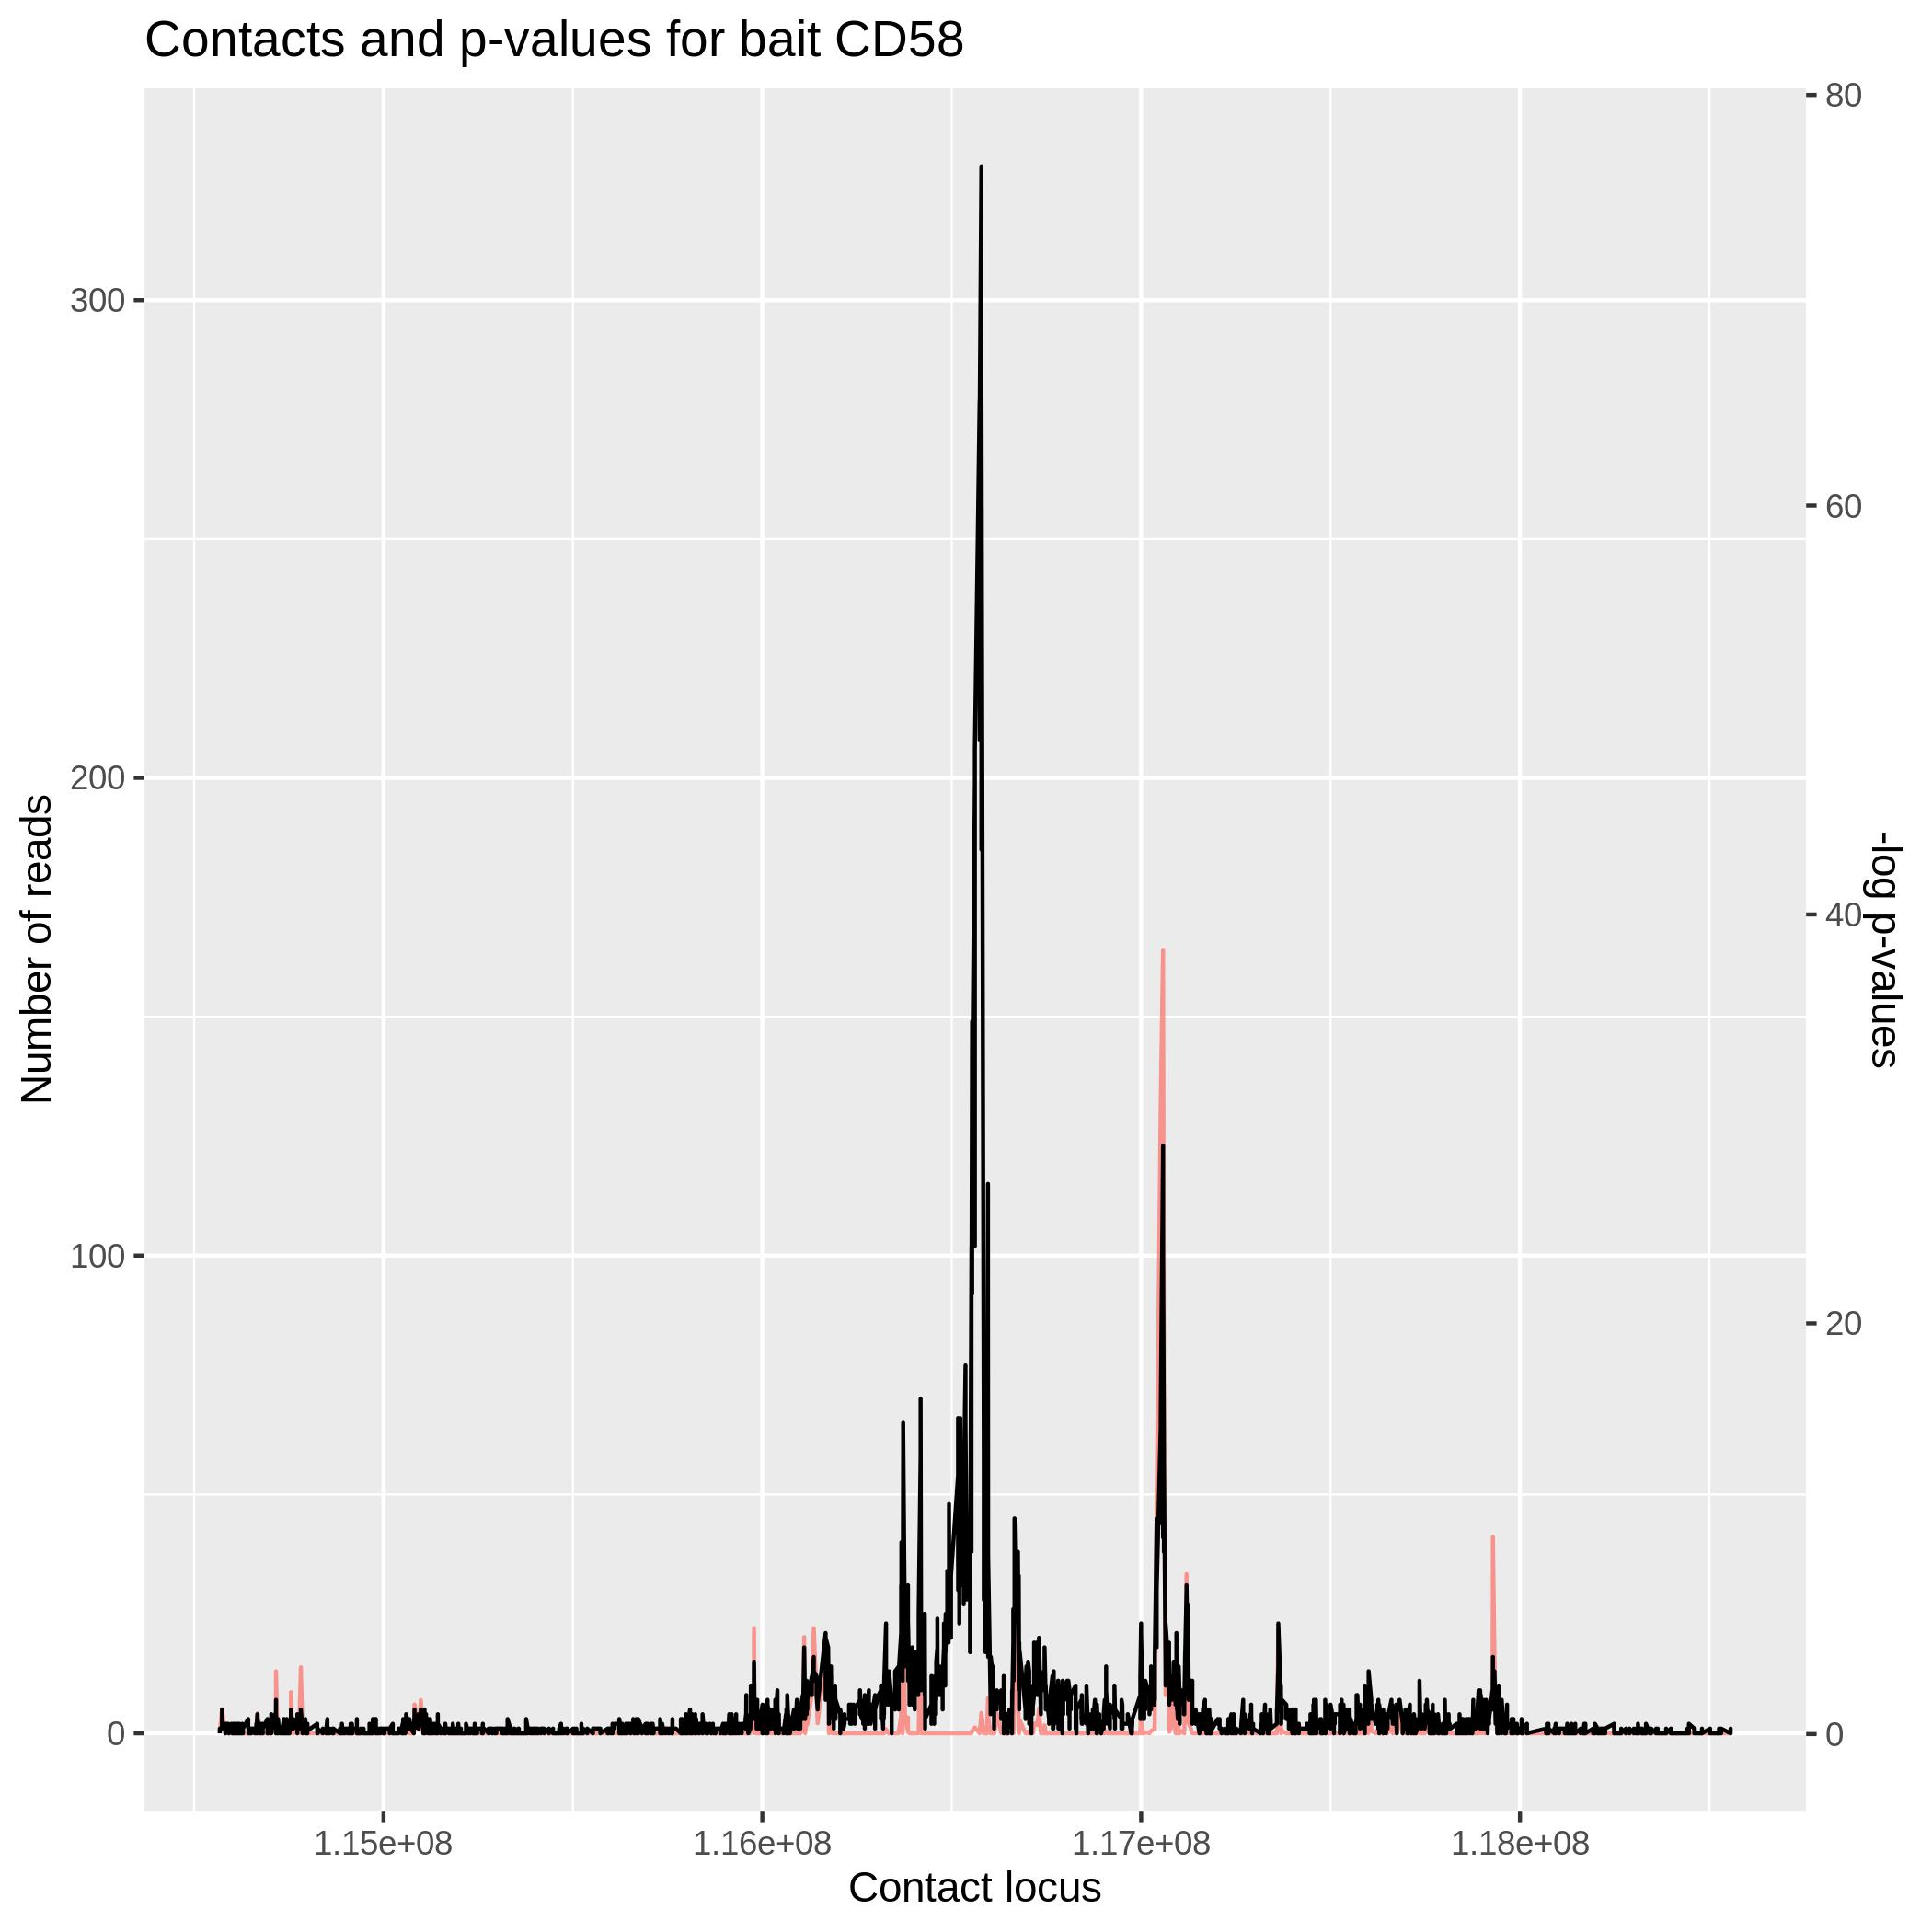 Contacts and p-values for bait CD58
Number of reads
300
200
100
0
80
60
40
20
0
-log p-values
1.15e+08
1.16e+08
1.17e+08
1.18e+08
Contact locus